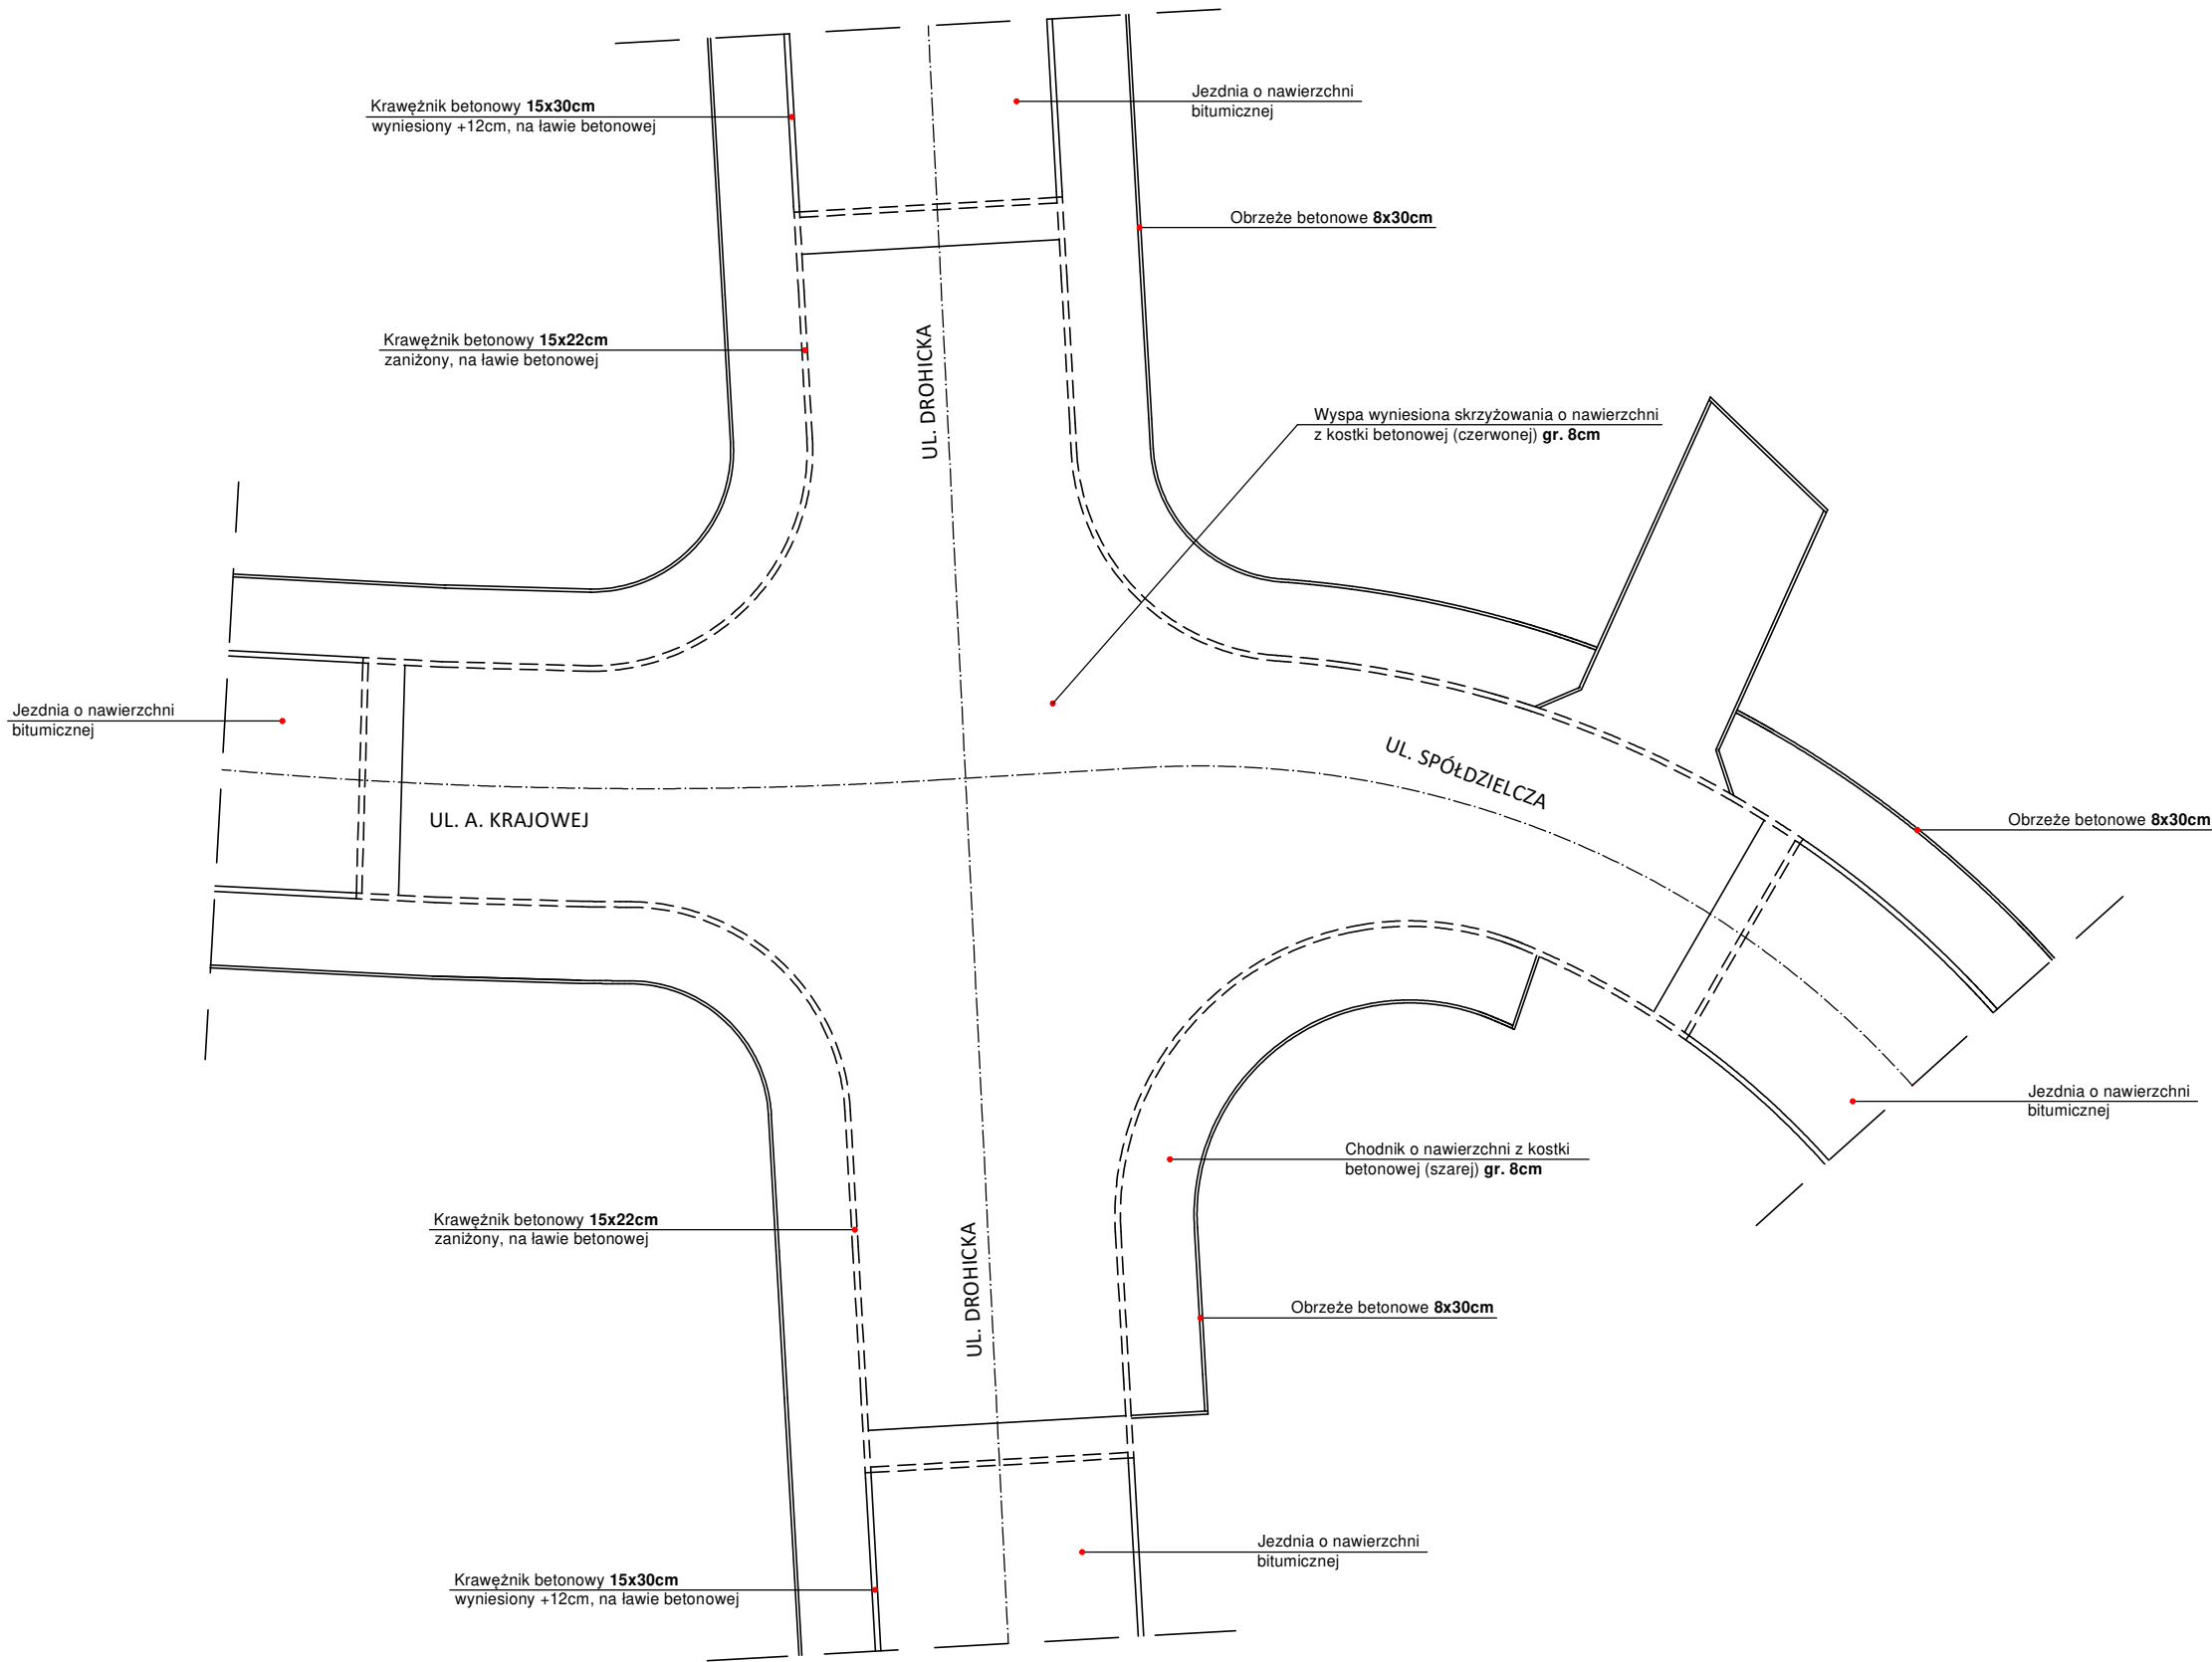 Krawężnik betonowy 15x30cm
wyniesiony +12cm, na ławie betonowej
Jezdnia o nawierzchni
bitumicznej
Obrzeże betonowe 8x30cm
Krawężnik betonowy 15x22cm
zaniżony, na ławie betonowej
UL. DROHICKA
Wyspa wyniesiona skrzyżowania o nawierzchni
z kostki betonowej (czerwonej) gr. 8cm
Jezdnia o nawierzchni
bitumicznej
UL. SPÓŁDZIELCZA
UL. A. KRAJOWEJ
Obrzeże betonowe 8x30cm
Jezdnia o nawierzchni
bitumicznej
Chodnik o nawierzchni z kostki
betonowej (szarej) gr. 8cm
Krawężnik betonowy 15x22cm
zaniżony, na ławie betonowej
UL. DROHICKA
Obrzeże betonowe 8x30cm
Jezdnia o nawierzchni
bitumicznej
Krawężnik betonowy 15x30cm
wyniesiony +12cm, na ławie betonowej